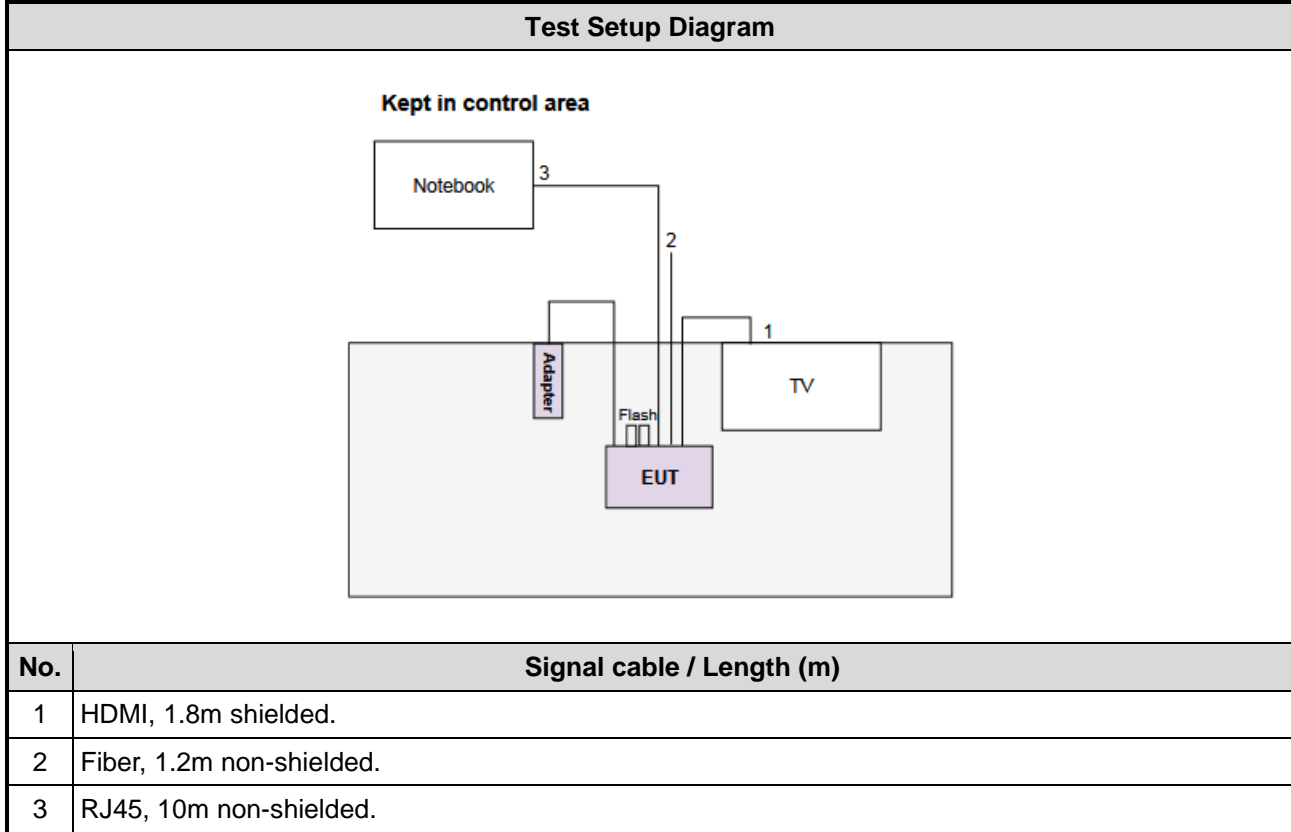 Test Setup Diagram
Kept in control area
Notebook
3
2
1
Adapter
TV
Flash
EUT
No. Signal cable / Length (m)
1 HDMI, 1.8m shielded.
2 Fiber, 1.2m non-shielded.
3 RJ45, 10m non-shielded.